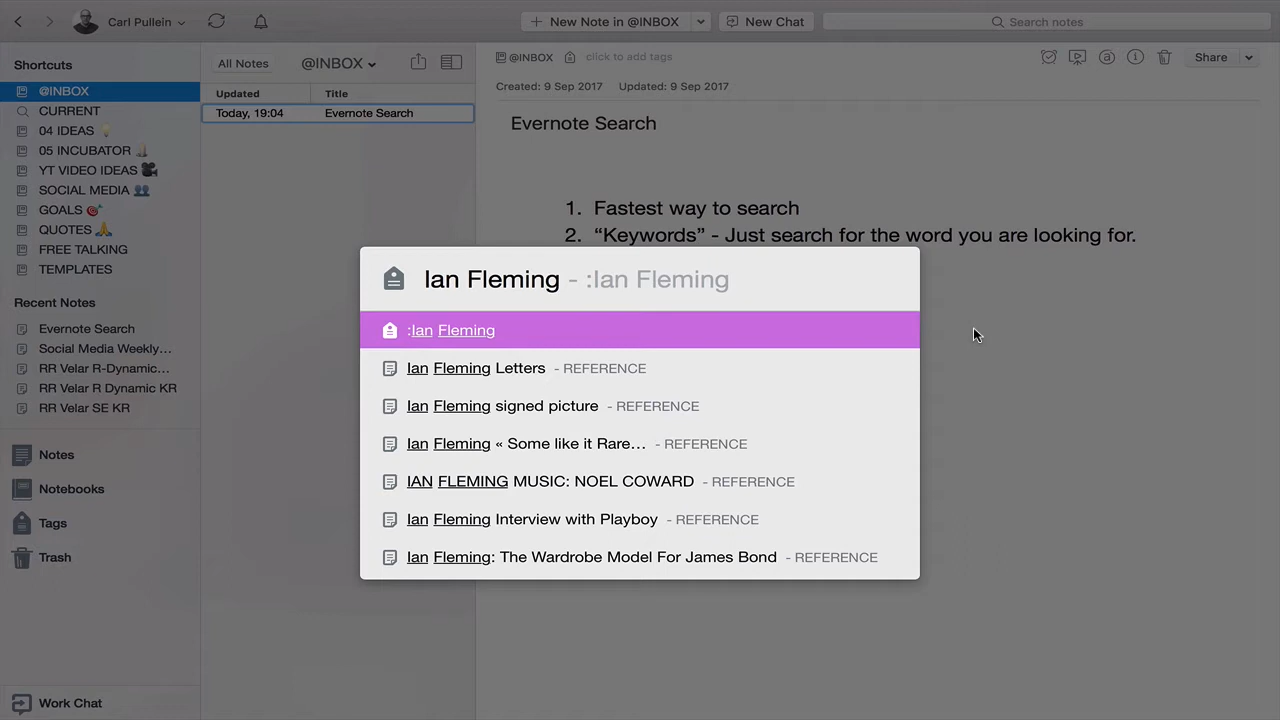 Carl Pullein
New Note in @INBOX
New Chat
Search notes
Shortcuts
@INBOX
CURRENT
04 IDEAS 💡
05 INCUBATOR
YT VIDEO IDEAS 🎥
SOCIAL MEDIA 👥
GOALS 🎯
QUOTES 🙏
FREE TALKING
TEMPLATES
Recent Notes
Evernote Search
Social Media Weekly…
RR Velar R-Dynamic…
RR Velar R Dynamic KR
RR Velar SE KR
Notes
Notebooks
Tags
Trash
Work Chat
All Notes
@INBOX
Updated Title
Today, 19:04 Evernote Search
@INBOX click to add tags
Share
Created: 9 Sep 2017 Updated: 9 Sep 2017
Evernote Search
1. Fastest way to search
2. “Keywords” - Just search for the word you are looking for.
Ian Fleming - :Ian Fleming
:Ian Fleming
Ian Fleming Letters - REFERENCE
Ian Fleming signed picture - REFERENCE
Ian Fleming « Some like it Rare… - REFERENCE
IAN FLEMING MUSIC: NOEL COWARD - REFERENCE
Ian Fleming Interview with Playboy - REFERENCE
Ian Fleming: The Wardrobe Model For James Bond - REFERENCE